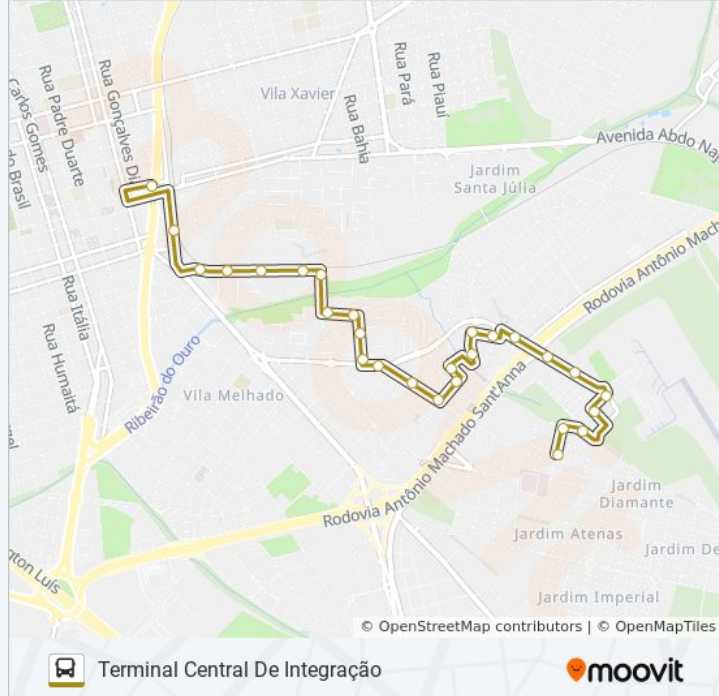 Rua Gonçalves Di
Rua Padre Duarte
Carlos Gomes
do Brasil
Vila Xavier
Rua Pará
Rua Piauí
Rua Bahia
Avenida Abdo Naj
Jardim
Santa Júlia
Rodovia Antônio Mach
Rua Itália
Rua Humaitá
Ribeirão do Ouro
Vila Melhado
Rodovia Antônio Machado Sant'Anna
Jardim
Diamante
Jardim Atenas
Jardim De
Jardim Imperial
gton Luís
© OpenStreetMap contributors | © OpenMapTiles
Terminal Central De Integração
moovit